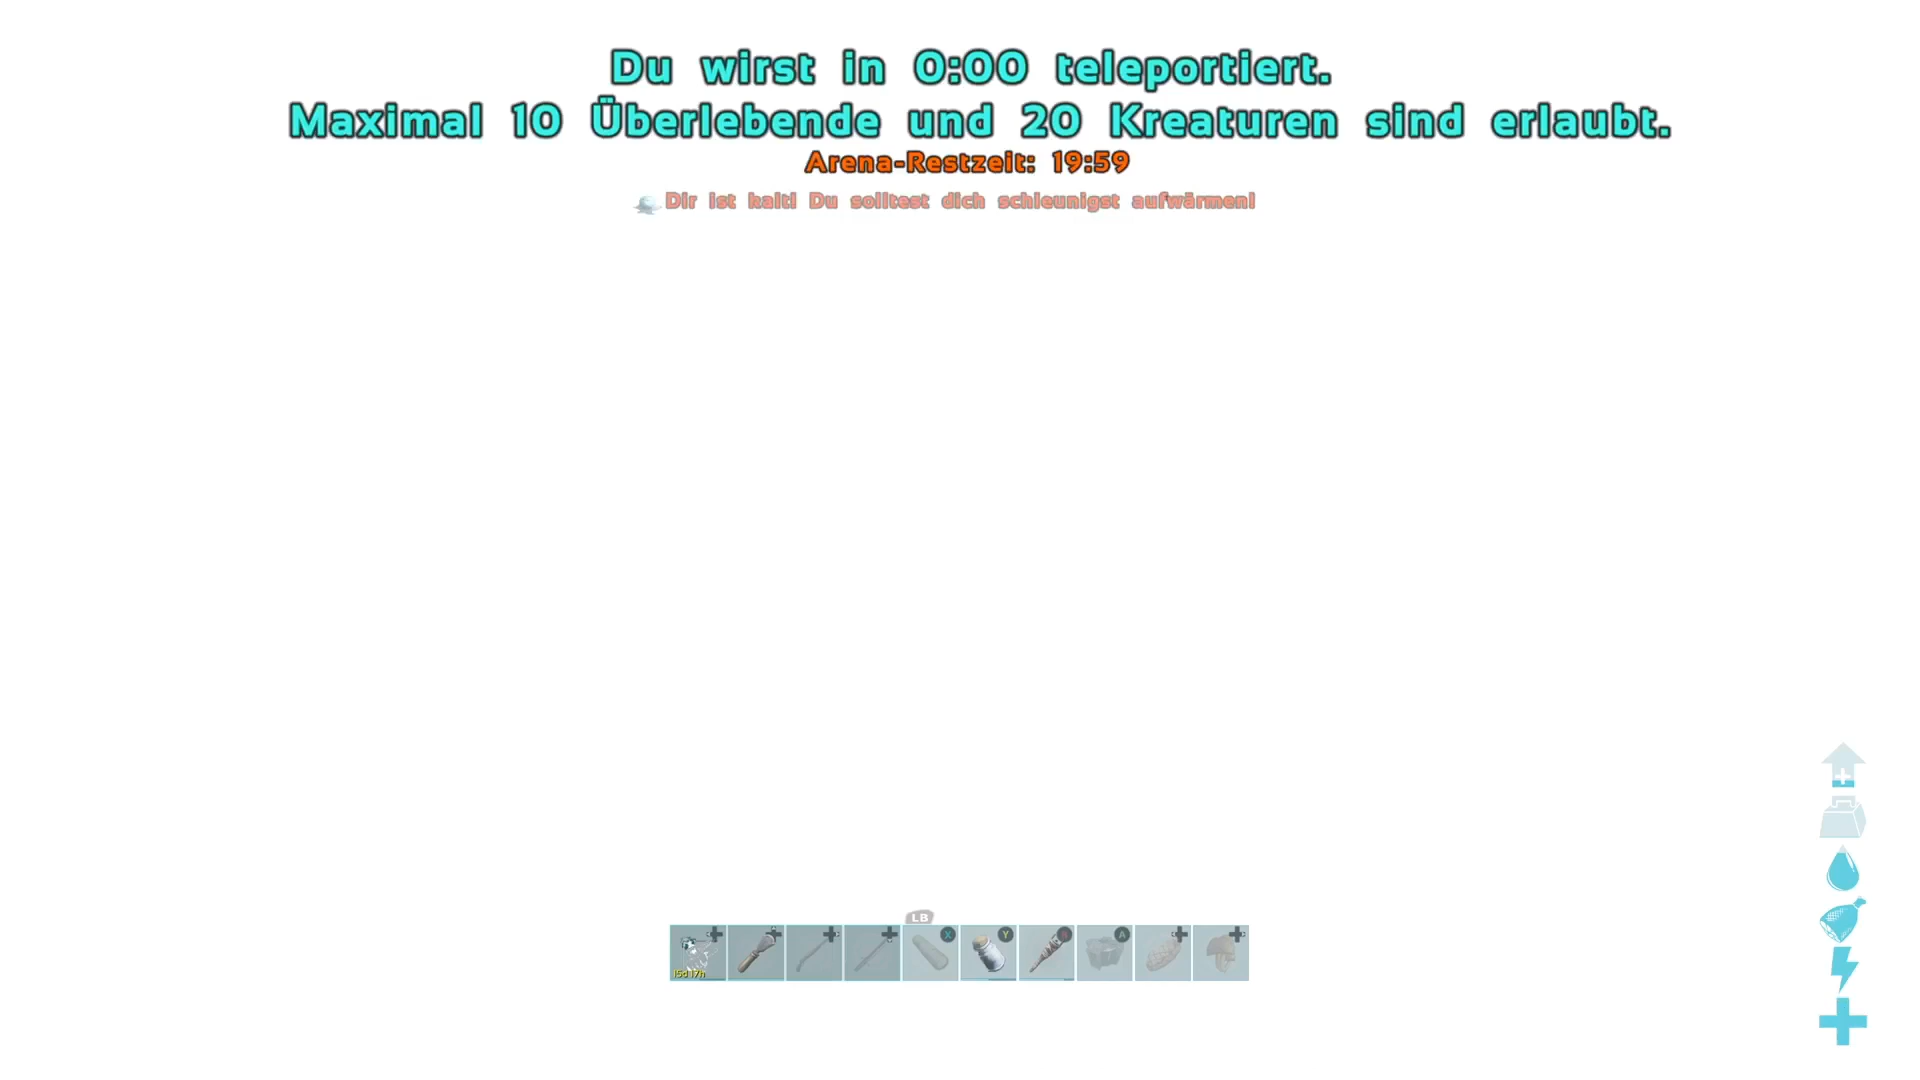 Du wirst in 0:00 teleportiert.
Maximal 10 Überlebende und 20 Kreaturen sind erlaubt.
Arena-Restzeit: 19:59
Dir ist kalt! Du solltest dich schleunigst aufwärmen!
LB
X
Y
A
15d17h